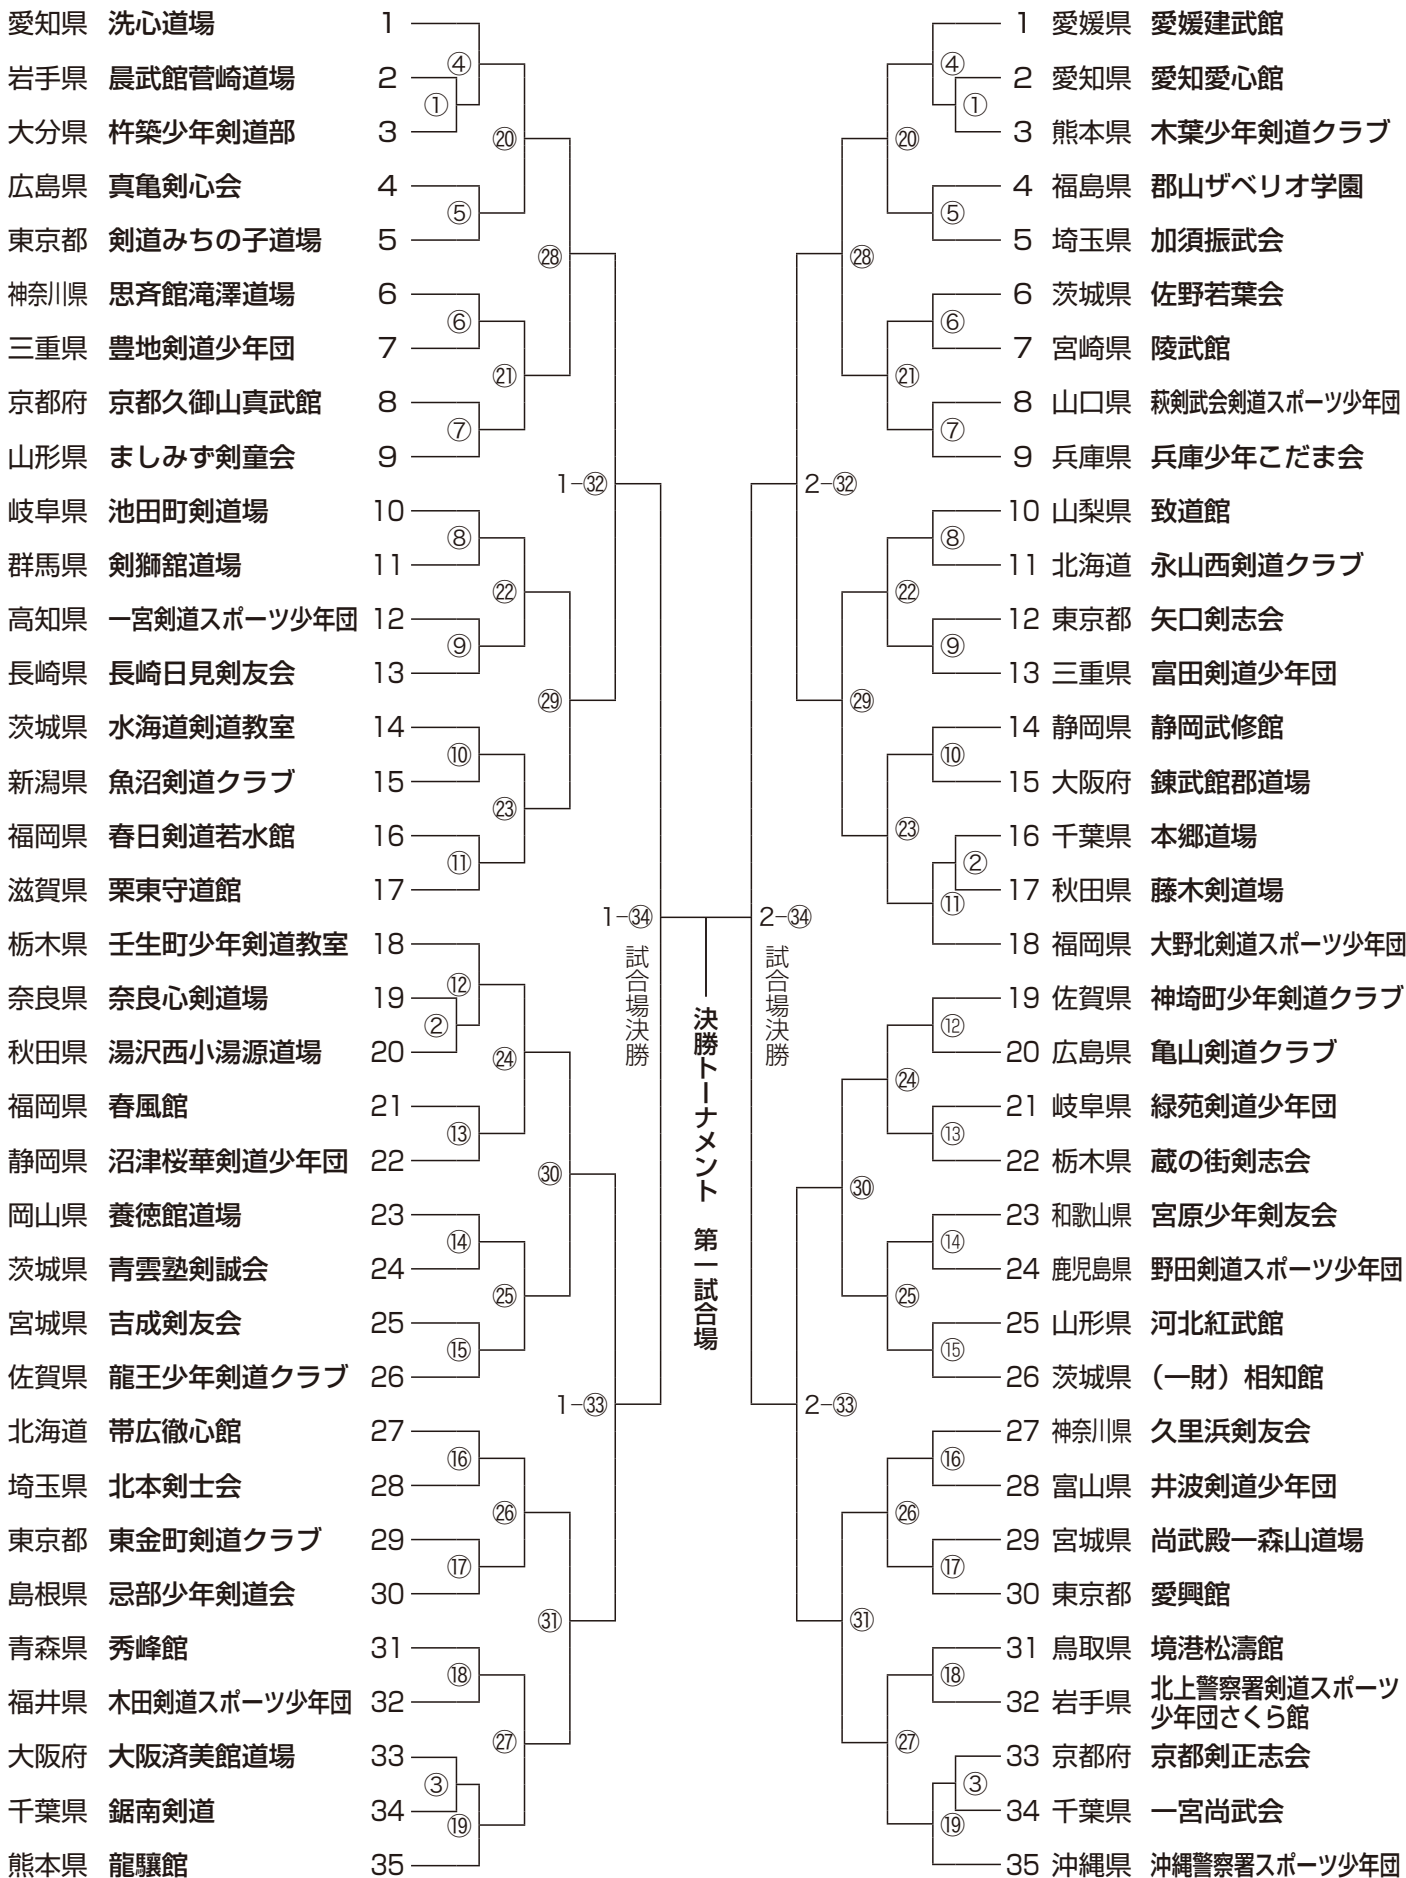 愛知県 洗心道場 1
岩手県 晨武館菅崎道場 2
大分県 杵築少年剣道部 3
広島県 真亀剣心会 4
東京都 剣道みちの子道場 5
神奈川県 思斉館滝澤道場 6
三重県 豊地剣道少年団 7
京都府 京都久御山真武館 8
山形県 ましみず剣童会 9
岐阜県 池田町剣道場 10
群馬県 剣獅舘道場 11
高知県 一宮剣道スポーツ少年団 12
長崎県 長崎日見剣友会 13
茨城県 水海道剣道教室 14
新潟県 魚沼剣道クラブ 15
福岡県 春日剣道若水館 16
滋賀県 栗東守道館 17
栃木県 壬生町少年剣道教室 18
奈良県 奈良心剣道場 19
秋田県 湯沢西小湯源道場 20
福岡県 春風館 21
静岡県 沼津桜華剣道少年団 22
岡山県 養徳館道場 23
茨城県 青雲塾剣誠会 24
宮城県 吉成剣友会 25
佐賀県 龍王少年剣道クラブ 26
北海道 帯広徹心館 27
埼玉県 北本剣士会 28
東京都 東金町剣道クラブ 29
島根県 忌部少年剣道会 30
青森県 秀峰館 31
福井県 木田剣道スポーツ少年団 32
大阪府 大阪済美館道場 33
千葉県 鋸南剣道 34
熊本県 龍驤館 35
①
②
③
④
⑤
⑥
⑦
⑧
⑨
⑩
⑪
⑫
⑬
⑭
⑮
⑯
⑰
⑱
⑲
⑳
㉑
㉒
㉓
㉔
㉕
㉖
㉗
㉘
㉙
㉚
㉛
1-㉜
1-㉝
1-㉞
試合場決勝
決勝トーナメント 第一試合場
2-㉞
試合場決勝
2-㉜
2-㉝
㉘
㉙
㉚
㉛
⑳
㉑
㉒
㉓
㉔
㉕
㉖
㉗
④
⑤
⑥
⑦
⑧
⑨
⑩
⑪
⑫
⑬
⑭
⑮
⑯
⑰
⑱
⑲
①
②
③
1 愛媛県 愛媛建武館
2 愛知県 愛知愛心館
3 熊本県 木葉少年剣道クラブ
4 福島県 郡山ザベリオ学園
5 埼玉県 加須振武会
6 茨城県 佐野若葉会
7 宮崎県 陵武館
8 山口県 萩剣武会剣道スポーツ少年団
9 兵庫県 兵庫少年こだま会
10 山梨県 致道館
11 北海道 永山西剣道クラブ
12 東京都 矢口剣志会
13 三重県 富田剣道少年団
14 静岡県 静岡武修館
15 大阪府 錬武館郡道場
16 千葉県 本郷道場
17 秋田県 藤木剣道場
18 福岡県 大野北剣道スポーツ少年団
19 佐賀県 神埼町少年剣道クラブ
20 広島県 亀山剣道クラブ
21 岐阜県 緑苑剣道少年団
22 栃木県 蔵の街剣志会
23 和歌山県 宮原少年剣友会
24 鹿児島県 野田剣道スポーツ少年団
25 山形県 河北紅武館
26 茨城県 （一財）相知館
27 神奈川県 久里浜剣友会
28 富山県 井波剣道少年団
29 宮城県 尚武殿一森山道場
30 東京都 愛興館
31 鳥取県 境港松濤館
32 岩手県 北上警察署剣道スポーツ
少年団さくら館
33 京都府 京都剣正志会
34 千葉県 一宮尚武会
35 沖縄県 沖縄警察署スポーツ少年団